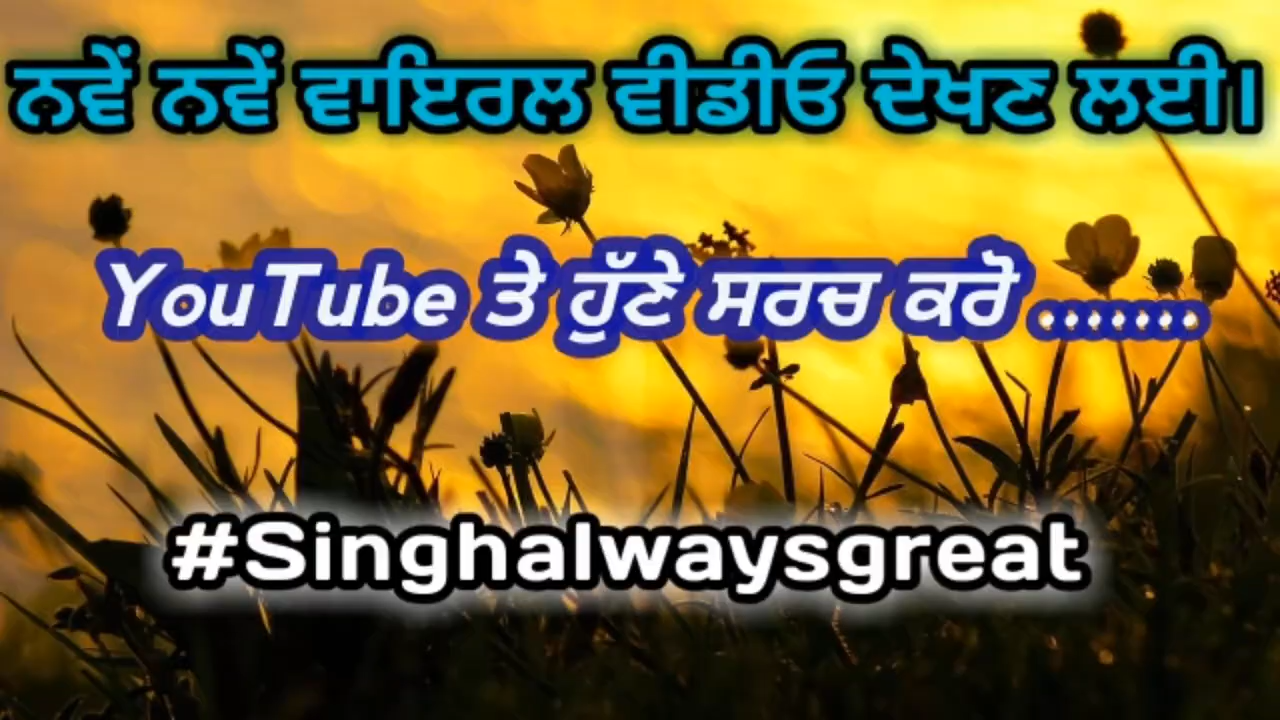 ਨਵੇਂ ਨਵੇਂ ਵਾਇਰਲ ਵੀਡੀਓ ਦੇਖਣ ਲਈ।
YouTube ਤੇ ਹੁੱਣੇ ਸਰਚ ਕਰੋ .......
#Singhalwaysgreat